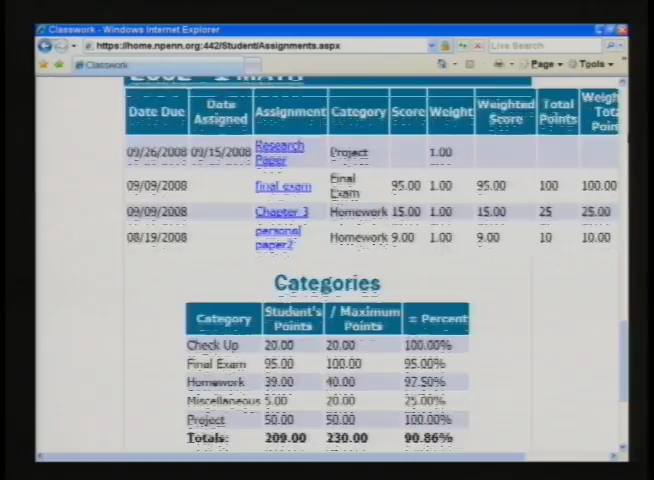 Classwork - Windows Internet Explorer
https://home.npenn.org:442/Student/Assignments.aspx
Live Search
Classwork
Page Tools
Date Due Date Assigned Assignment Category Score Weight Weighted Score Total Points
09/26/2008 09/15/2008 Research Paper Project 1.00
09/09/2008 final exam Final Exam 95.00 1.00 95.00 100 100.00
09/09/2008 Chapter 3 Homework 15.00 1.00 15.00 25 25.00
08/19/2008 personal paper2 Homework 9.00 1.00 9.00 10 10.00
Categories
Category Student's Points / Maximum Points = Percent
Check Up 20.00 20.00 100.00%
Final Exam 95.00 100.00 95.00%
Homework 39.00 40.00 97.50%
Miscellaneous 5.00 20.00 25.00%
Project 50.00 50.00 100.00%
Totals: 209.00 230.00 90.86%